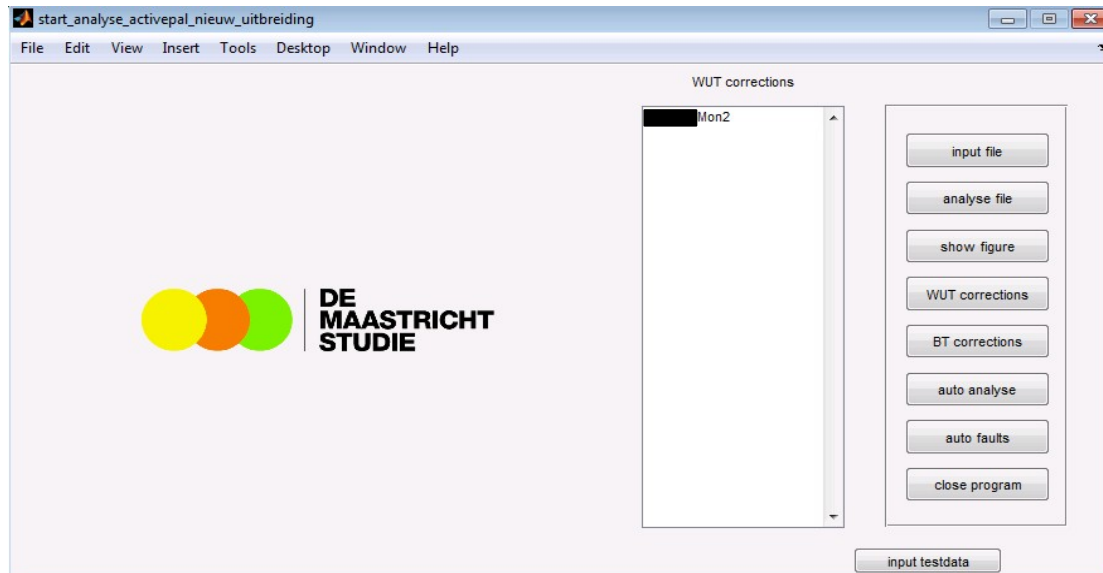 start_analyse_activepal_nieuw_uitbreiding
File Edit View Insert Tools Desktop Window Help
WUT corrections
Mon2
DE
MAASTRICHT
STUDIE
input file
analyse file
show figure
WUT corrections
BT corrections
auto analyse
auto faults
close program
input testdata